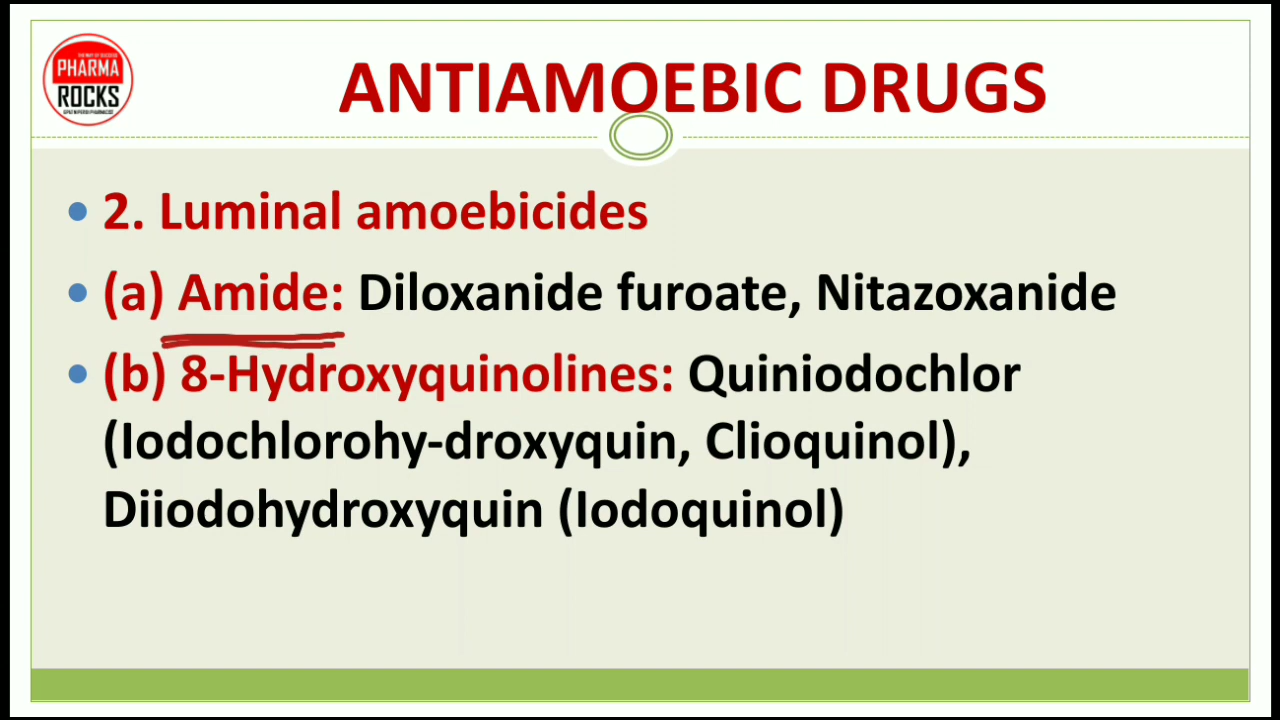 PHARMA
ROCKS
ANTIAMOEBIC DRUGS
• 2. Luminal amoebicides
• (a) Amide: Diloxanide furoate, Nitazoxanide
• (b) 8-Hydroxyquinolines: Quiniodochlor
(Iodochlorohy-droxyquin, Clioquinol),
Diiodohydroxyquin (Iodoquinol)